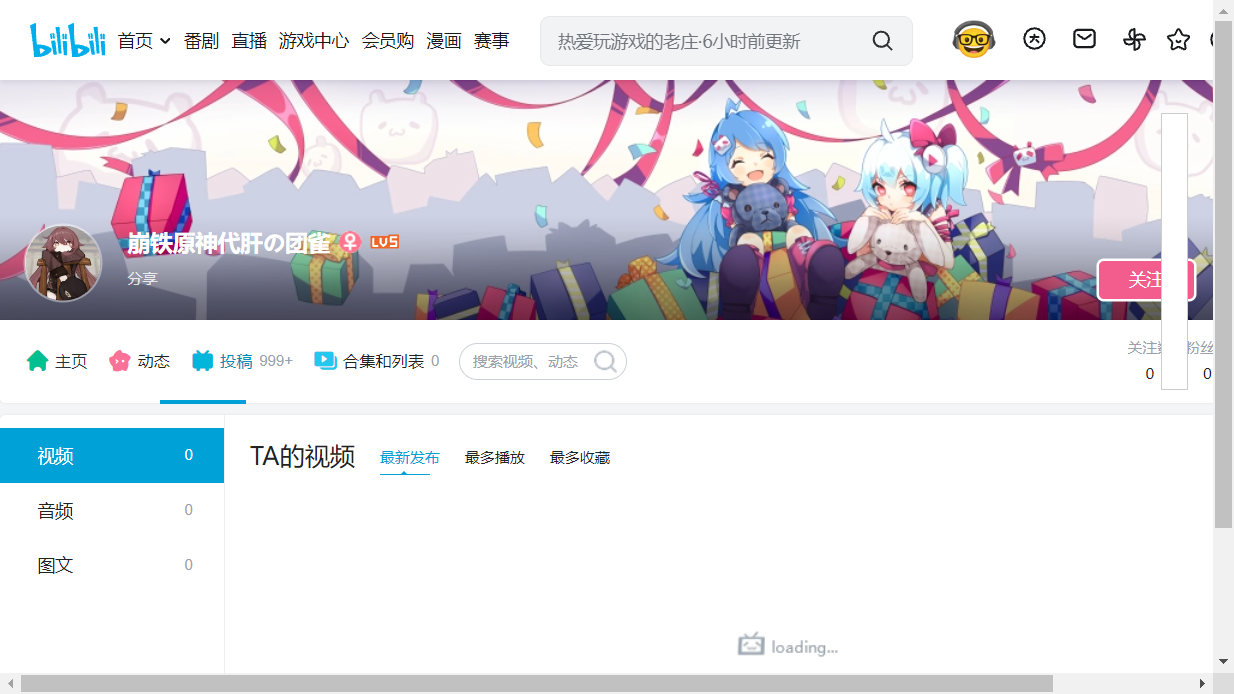 bilibili 首页 番剧 直播 游戏中心 会员购 漫画 赛事 热爱玩游戏的老庄·6小时前更新
崩铁原神代肝の团雀 LV5
分享
关注
主页 动态 投稿 999+ 合集和列表 0 搜索视频、动态 关注数 粉丝
0 0
视频 0 TA的视频 最新发布 最多播放 最多收藏
音频 0
图文 0
loading...